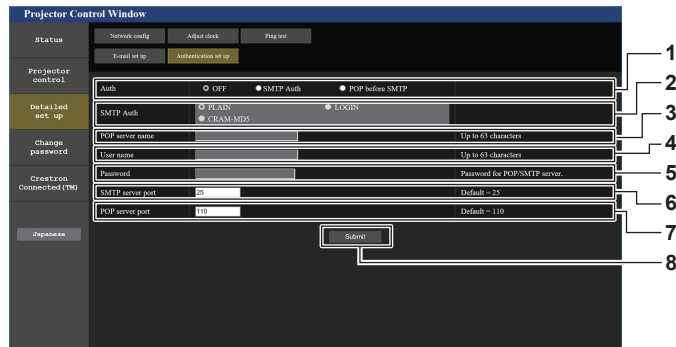 Projector Control Window
Status
Network config Adjust clock Ping test
E-mail set up Authentication set up
Projector control
Auth OFF SMTP Auth POP before SMTP 1
Detailed set up
SMTP Auth PLAIN LOGIN 2
CRAM-MD5
POP server name Up to 63 characters 3
Change password
User name Up to 63 characters 4
Crestron Connected(TM)
Password Password for POP/SMTP server. 5
SMTP server port 25 Default = 25 6
POP server port 110 Default = 110 7
Japanese
Submit 8